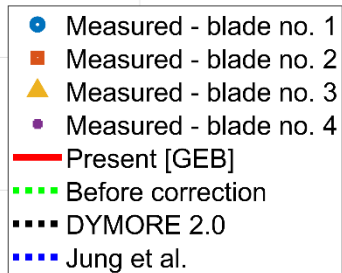 Measured - blade no. 1
Measured - blade no. 2
Measured - blade no. 3
Measured - blade no. 4
Present [GEB]
Before correction
DYMORE 2.0
Jung et al.